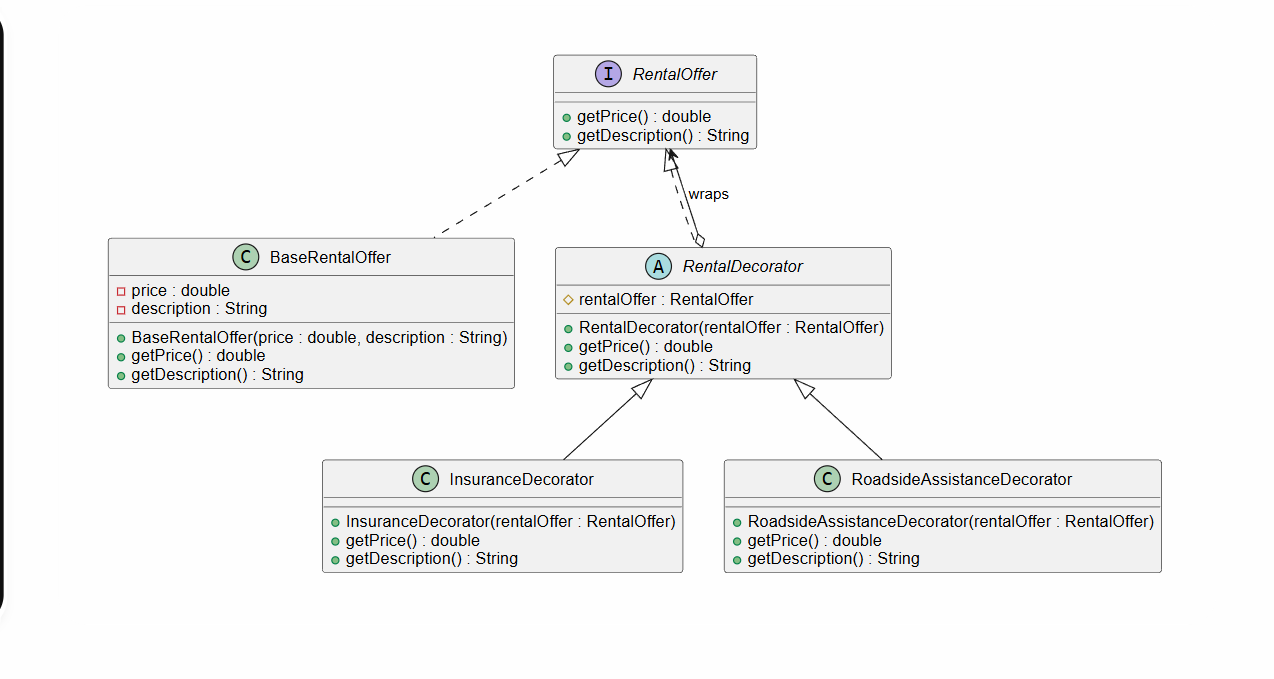 I RentalOffer
getPrice() : double
getDescription() : String
wraps
C BaseRentalOffer
price : double
description : String
BaseRentalOffer(price : double, description : String)
getPrice() : double
getDescription() : String
A RentalDecorator
rentalOffer : RentalOffer
RentalDecorator(rentalOffer : RentalOffer)
getPrice() : double
getDescription() : String
C InsuranceDecorator
InsuranceDecorator(rentalOffer : RentalOffer)
getPrice() : double
getDescription() : String
C RoadsideAssistanceDecorator
RoadsideAssistanceDecorator(rentalOffer : RentalOffer)
getPrice() : double
getDescription() : String